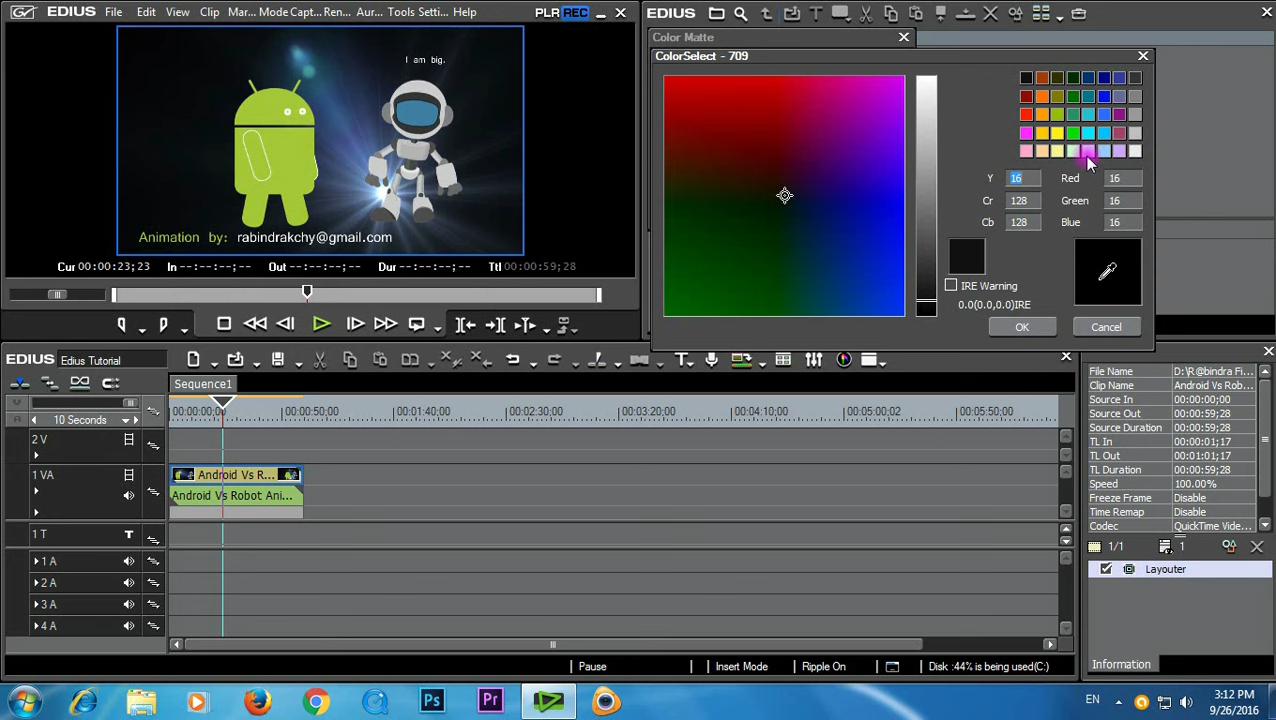 EDIUS File Edit View Clip Mar... Mode Capt... Ren... Aur... Tools Setti... Help PLR REC
I am big.
Animation by: rabindrakchy@gmail.com
Cur 00:00:23;23 In --:--:--:-- Out --:--:--:-- Dur --:--:--:-- Ttl 00:00:59;28
EDIUS
Color Matte
ColorSelect - 709
Y 16 Red 16
Cr 128 Green 16
Cb 128 Blue 16
IRE Warning
0.0(0.0,0.0)IRE
OK Cancel
EDIUS Edius Tutorial
Sequence1
10 Seconds
00:00:00;00 00:00:50;00 00:01:40;00 00:02:30;00 00:03:20;00 00:04:10;00 00:05:00;02 00:05:50;00
2 V
1 VA
Android Vs R...
Android Vs Robot Ani...
1 T T
1 A
2 A
3 A
4 A
Pause Insert Mode Ripple On Disk :44% is being used(C:)
File Name D:\R@bindra Fi...
Clip Name Android Vs Rob...
Source In 00:00:00;00
Source Out 00:00:59;28
Source Duration 00:00:59;28
TL In 00:00:01;17
TL Out 00:01:01;17
TL Duration 00:00:59;28
Speed 100.00%
Freeze Frame Disable
Time Remap Disable
Codec QuickTime Vide...
1/1 1
Layouter
Information
Ps Pr
EN
3:12 PM
9/26/2016